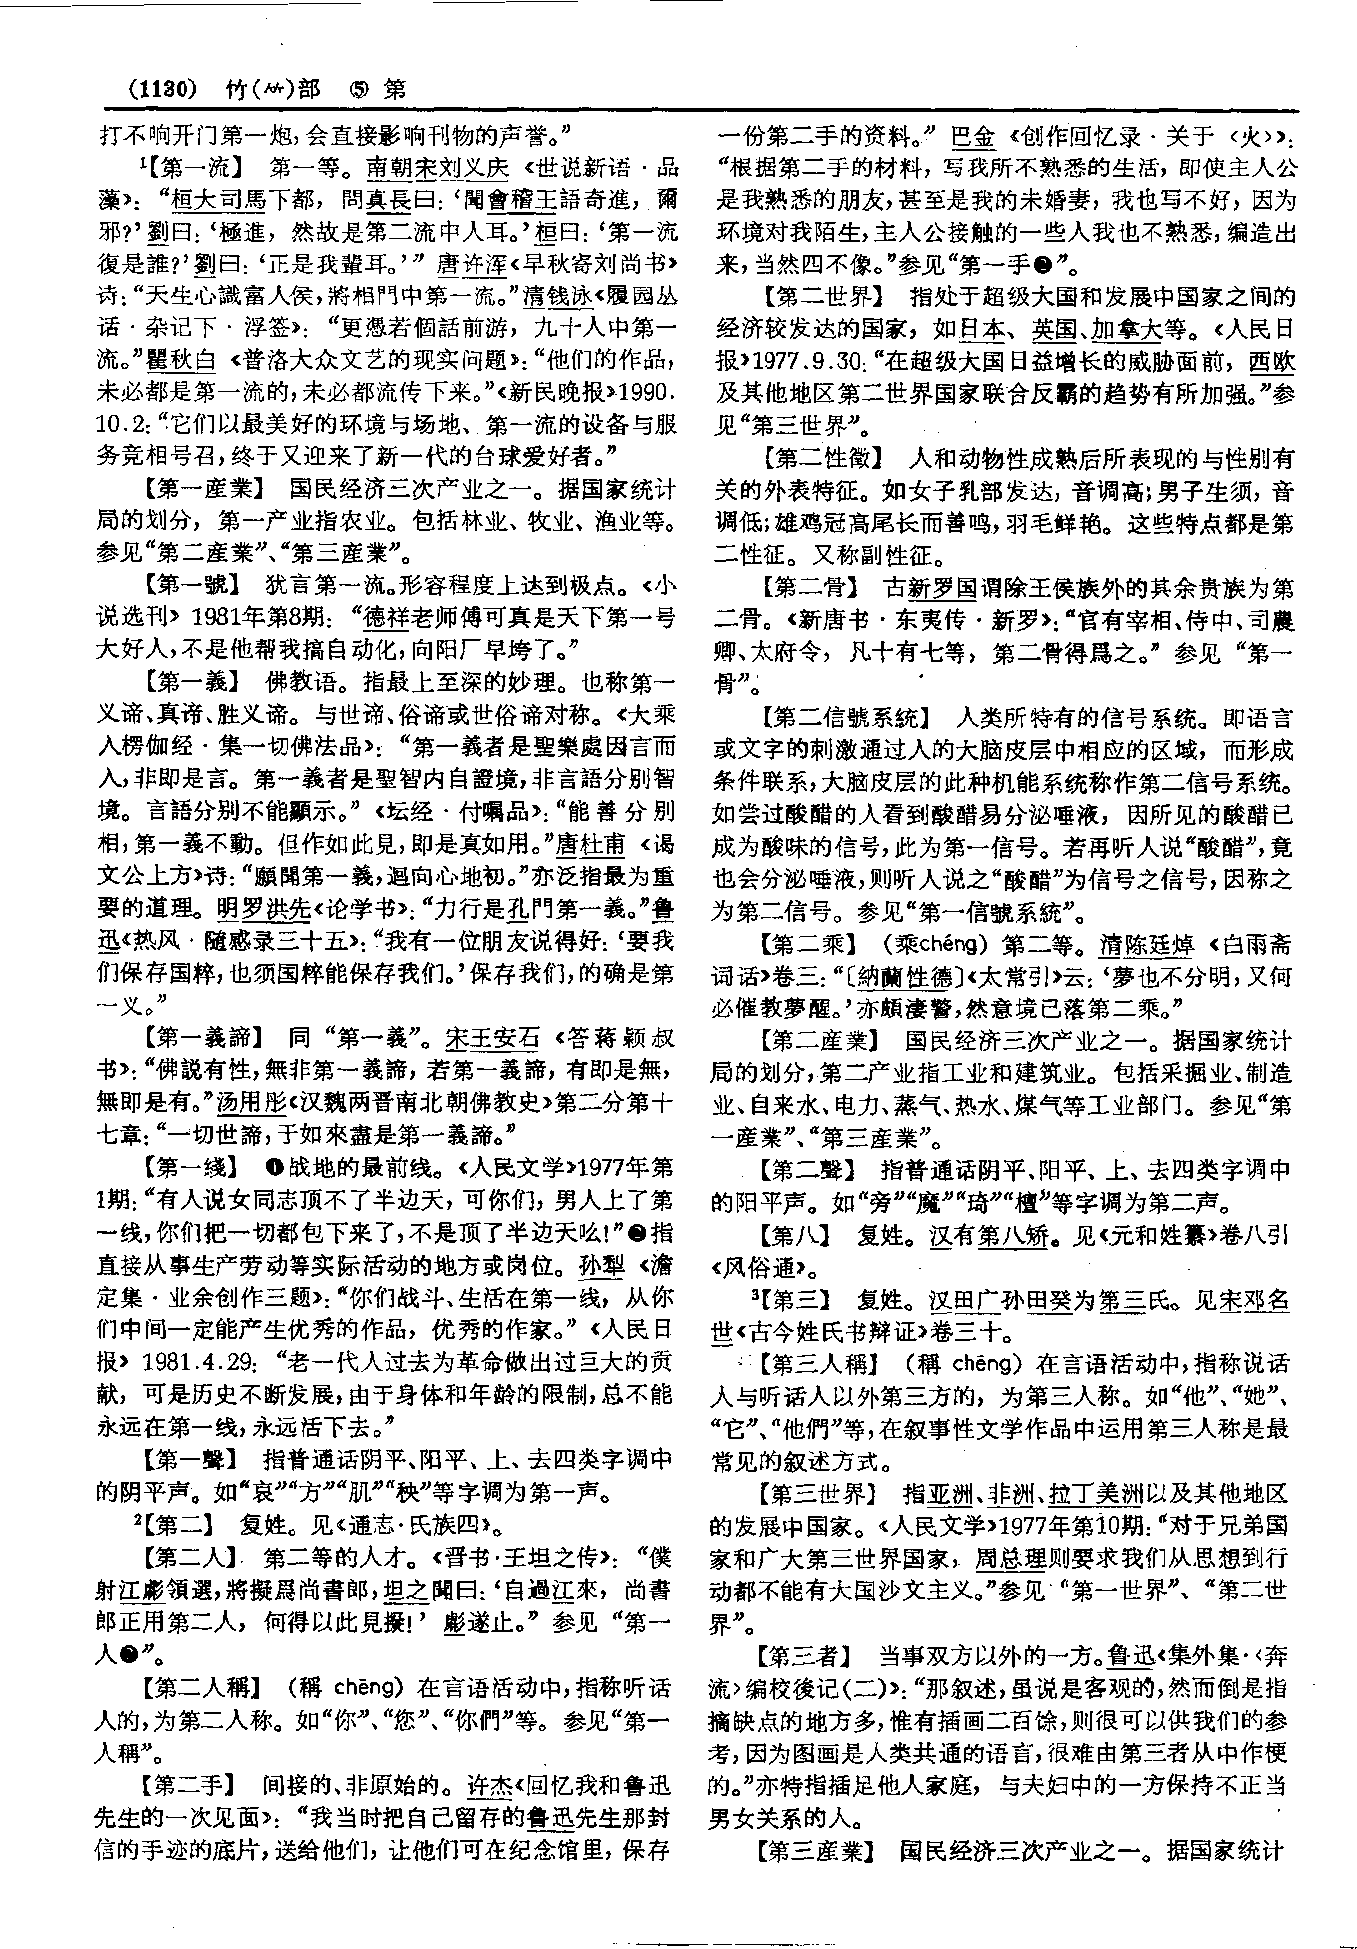 (1130) 竹(⺮)部 ⑤ 第
打不响开门第一炮,会直接影响刊物的声誉。”
¹【第一流】 第一等。南朝宋刘义庆《世说新语·品
藻》:“桓大司馬下都，問真長曰:‘聞會稽王語奇進，爾
邪?’劉曰:‘極進，然故是第二流中人耳。’桓曰:‘第一流
復是誰?’劉曰:‘正是我輩耳。’”唐许浑《早秋寄刘尚书》
诗:“天生心識富人侯,將相門中第一流。”清钱泳《履园丛
话·杂记下·浮签》:“更憑若個話前游，九十人中第一
流。”瞿秋白《普洛大众文艺的现实问题》:“他们的作品,
未必都是第一流的,未必都流传下来。”《新民晚报》1990.
10.2:“它们以最美好的环境与场地、第一流的设备与服
务竞相号召,终于又迎来了新一代的台球爱好者。”
【第一産業】 国民经济三次产业之一。据国家统计
局的划分，第一产业指农业。包括林业、牧业、渔业等。
参见“第二産業”、“第三産業”。
【第一號】 犹言第一流。形容程度上达到极点。《小
说选刊》1981年第8期:“德祥老师傅可真是天下第一号
大好人,不是他帮我搞自动化,向阳厂早垮了。”
【第一義】 佛教语。指最上至深的妙理。也称第一
义谛、真谛、胜义谛。与世谛、俗谛或世俗谛对称。《大乘
入楞伽经·集一切佛法品》:“第一義者是聖樂處因言而
入,非即是言。第一義者是聖智内自證境,非言語分别智
境。言語分别不能顯示。”《坛经·付嘱品》:“能善分别
相,第一義不動。但作如此見,即是真如用。”唐杜甫《谒
文公上方》诗:“願聞第一義,迴向心地初。”亦泛指最为重
要的道理。明罗洪先《论学书》:“力行是孔門第一義。”鲁
迅《热风·随感录三十五》:“我有一位朋友说得好:‘要我
们保存国粹,也须国粹能保存我们。’保存我们,的确是第
一义。”
【第一義諦】 同“第一義”。宋王安石《答蒋颖叔
书》:“佛説有性,無非第一義諦，若第一義諦，有即是無，
無即是有。”汤用彤《汉魏两晋南北朝佛教史》第二分第十
七章:“一切世諦,于如來盡是第一義諦。”
【第一綫】 ❶战地的最前线。《人民文学》1977年第
1期:“有人说女同志顶不了半边天，可你们，男人上了第
一线,你们把一切都包下来了,不是顶了半边天吆!”❷指
直接从事生产劳动等实际活动的地方或岗位。孙犁《澹
定集·业余创作三题》:“你们战斗、生活在第一线，从你
们中间一定能产生优秀的作品，优秀的作家。”《人民日
报》1981.4.29:“老一代人过去为革命做出过巨大的贡
献，可是历史不断发展,由于身体和年龄的限制,总不能
永远在第一线,永远活下去。”
【第一聲】 指普通话阴平、阳平、上、去四类字调中
的阴平声。如“哀”“方”“肌”“秧”等字调为第一声。
²【第二】 复姓。见《通志·氏族四》。
【第二人】 第二等的人才。《晋书·王坦之传》:“僕
射江虨領選,將擬爲尚書郎,坦之聞曰:‘自過江來，尚書
郎正用第二人，何得以此見擬!’虨遂止。”参见“第一
人❷”。
【第二人稱】 (稱 chēng) 在言语活动中,指称听话
人的,为第二人称。如“你”、“您”、“你們”等。参见“第一
人稱”。
【第二手】 间接的、非原始的。许杰《回忆我和鲁迅
先生的一次见面》:“我当时把自己留存的鲁迅先生那封
信的手迹的底片,送给他们，让他们可在纪念馆里，保存
一份第二手的资料。”巴金《创作回忆录·关于〈火〉》:
“根据第二手的材料，写我所不熟悉的生活，即使主人公
是我熟悉的朋友,甚至是我的未婚妻，我也写不好，因为
环境对我陌生,主人公接触的一些人我也不熟悉,编造出
来,当然四不像。”参见“第一手❷”。
【第二世界】 指处于超级大国和发展中国家之间的
经济较发达的国家，如日本、英国、加拿大等。《人民日
报》1977.9.30:“在超级大国日益增长的威胁面前，西欧
及其他地区第二世界国家联合反霸的趋势有所加强。”参
见“第三世界”。
【第二性徵】 人和动物性成熟后所表现的与性别有
关的外表特征。如女子乳部发达，音调高;男子生须，音
调低;雄鸡冠高尾长而善鸣,羽毛鲜艳。这些特点都是第
二性征。又称副性征。
【第二骨】 古新罗国谓除王侯族外的其余贵族为第
二骨。《新唐书·东夷传·新罗》:“官有宰相、侍中、司農
卿、太府令，凡十有七等，第二骨得爲之。”参见“第一
骨”。
【第二信號系統】 人类所特有的信号系统。即语言
或文字的刺激通过人的大脑皮层中相应的区域，而形成
条件联系,大脑皮层的此种机能系统称作第二信号系统。
如尝过酸醋的人看到酸醋易分泌唾液，因所见的酸醋已
成为酸味的信号,此为第一信号。若再听人说“酸醋”,竟
也会分泌唾液,则听人说之“酸醋”为信号之信号,因称之
为第二信号。参见“第一信號系統”。
【第二乘】 (乘chéng) 第二等。清陈廷焯《白雨斋
词话》卷三:“〔納蘭性德〕《太常引》云:‘夢也不分明,又何
必催教夢醒。’亦頗淒警,然意境已落第二乘。”
【第二産業】 国民经济三次产业之一。据国家统计
局的划分,第二产业指工业和建筑业。包括采掘业、制造
业、自来水、电力、蒸气、热水、煤气等工业部门。参见“第
一産業”、“第三産業”。
【第二聲】 指普通话阴平、阳平、上、去四类字调中
的阳平声。如“旁”“魔”“琦”“檀”等字调为第二声。
【第八】 复姓。汉有第八矫。见《元和姓纂》卷八引
《风俗通》。
³【第三】 复姓。汉田广孙田癸为第三氏。见宋邓名
世《古今姓氏书辩证》卷三十。
【第三人稱】 (稱 chēng) 在言语活动中,指称说话
人与听话人以外第三方的，为第三人称。如“他”、“她”、
“它”、“他們”等,在叙事性文学作品中运用第三人称是最
常见的叙述方式。
【第三世界】 指亚洲、非洲、拉丁美洲以及其他地区
的发展中国家。《人民文学》1977年第10期:“对于兄弟国
家和广大第三世界国家，周总理则要求我们从思想到行
动都不能有大国沙文主义。”参见“第一世界”、“第二世
界”。
【第三者】 当事双方以外的一方。鲁迅《集外集·〈奔
流〉编校後记(二)》:“那叙述,虽说是客观的,然而倒是指
摘缺点的地方多,惟有插画二百馀,则很可以供我们的参
考,因为图画是人类共通的语言,很难由第三者从中作梗
的。”亦特指插足他人家庭，与夫妇中的一方保持不正当
男女关系的人。
【第三産業】 国民经济三次产业之一。据国家统计